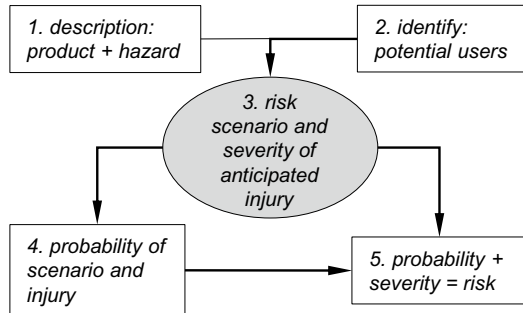 1. description:
product + hazard
2. identify:
potential users
3. risk
scenario and
severity of
anticipated
injury
4. probability of
scenario and
injury
5. probability +
severity = risk